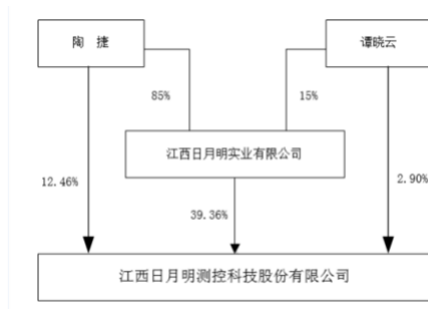 陶 捷
谭晓云
85%
15%
江西日月明实业有限公司
12.46%
2.90%
39.36%
江西日月明测控科技股份有限公司